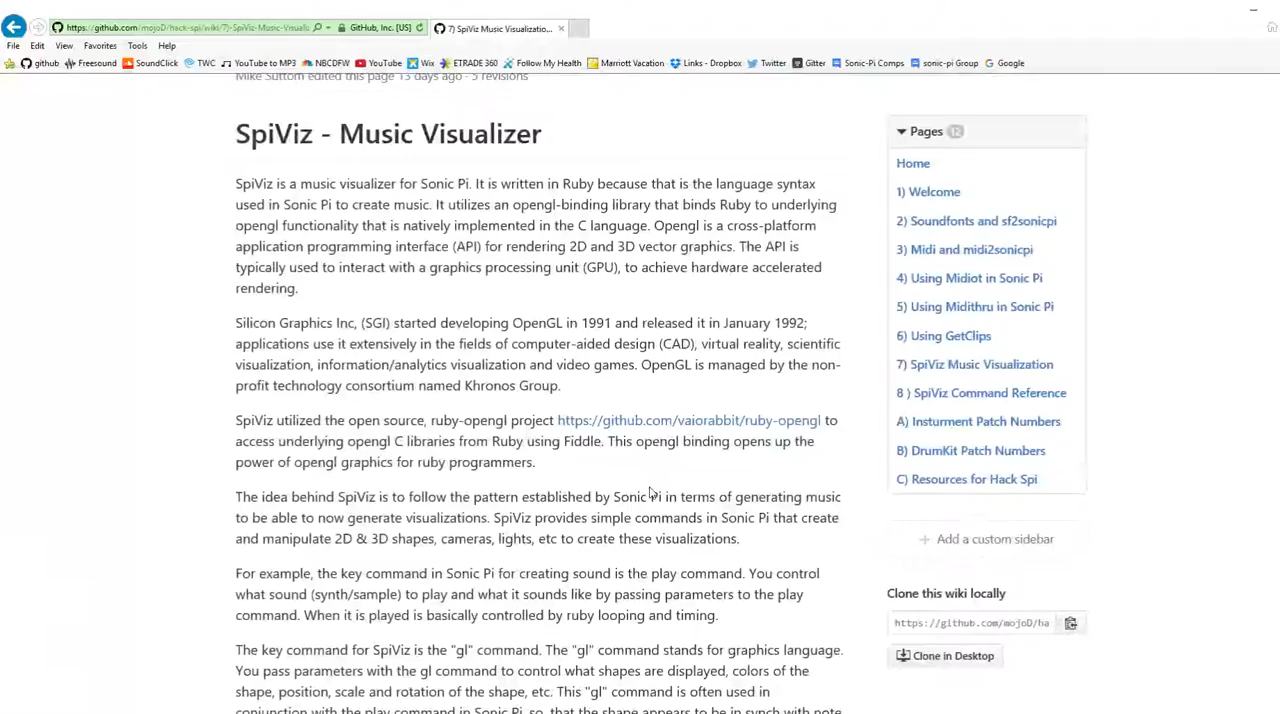 https://github.com/mojoD/hack-spi/wiki/7)-SpiViz-Music-Visuali
GitHub, Inc. [US]
7) SpiViz Music Visualizatio...
File Edit View Favorites Tools Help
github Freesound SoundClick TWC YouTube to MP3 NBCDFW YouTube Wix ETRADE 360 Follow My Health Marriott Vacation Links - Dropbox Twitter Gitter Sonic-Pi Comps sonic-pi Group Google
Mike Suttom edited this page 13 days ago · 5 revisions
SpiViz - Music Visualizer
SpiViz is a music visualizer for Sonic Pi. It is written in Ruby because that is the language syntax
used in Sonic Pi to create music. It utilizes an opengl-binding library that binds Ruby to underlying
opengl functionality that is natively implemented in the C language. Opengl is a cross-platform
application programming interface (API) for rendering 2D and 3D vector graphics. The API is
typically used to interact with a graphics processing unit (GPU), to achieve hardware accelerated
rendering.
Silicon Graphics Inc, (SGI) started developing OpenGL in 1991 and released it in January 1992;
applications use it extensively in the fields of computer-aided design (CAD), virtual reality, scientific
visualization, information/analytics visualization and video games. OpenGL is managed by the non-
profit technology consortium named Khronos Group.
SpiViz utilized the open source, ruby-opengl project https://github.com/vaiorabbit/ruby-opengl to
access underlying opengl C libraries from Ruby using Fiddle. This opengl binding opens up the
power of opengl graphics for ruby programmers.
The idea behind SpiViz is to follow the pattern established by Sonic Pi in terms of generating music
to be able to now generate visualizations. SpiViz provides simple commands in Sonic Pi that create
and manipulate 2D & 3D shapes, cameras, lights, etc to create these visualizations.
For example, the key command in Sonic Pi for creating sound is the play command. You control
what sound (synth/sample) to play and what it sounds like by passing parameters to the play
command. When it is played is basically controlled by ruby looping and timing.
The key command for SpiViz is the "gl" command. The "gl" command stands for graphics language.
You pass parameters with the gl command to control what shapes are displayed, colors of the
shape, position, scale and rotation of the shape, etc. This "gl" command is often used in
conjunction with the play command in Sonic Pi, so, that the shape appears to be in synch with note
Pages 12
Home
1) Welcome
2) Soundfonts and sf2sonicpi
3) Midi and midi2sonicpi
4) Using Midiot in Sonic Pi
5) Using Midithru in Sonic Pi
6) Using GetClips
7) SpiViz Music Visualization
8 ) SpiViz Command Reference
A) Insturment Patch Numbers
B) DrumKit Patch Numbers
C) Resources for Hack Spi
+ Add a custom sidebar
Clone this wiki locally
https://github.com/mojoD/ha
Clone in Desktop